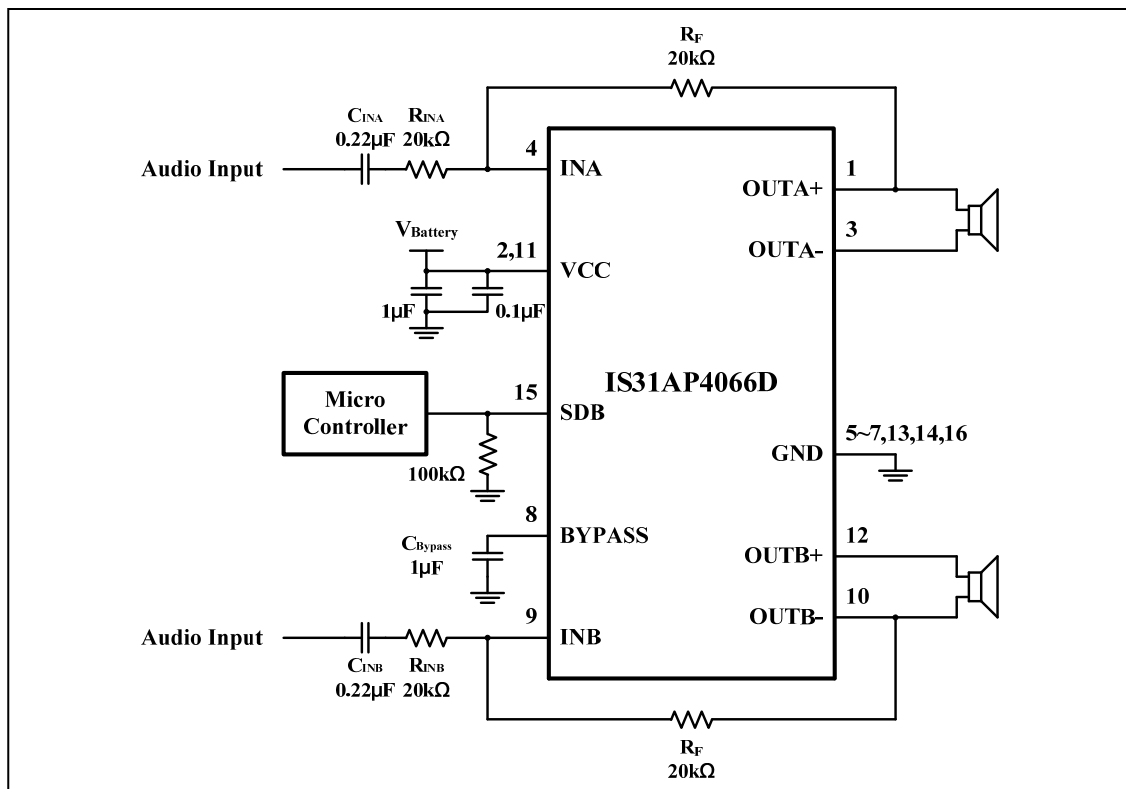 RF
20kΩ
CINA
0.22µF
RINA
20kΩ
Audio Input
4
INA
OUTA+
1
3
OUTA-
VBattery
2,11
VCC
1µF
0.1µF
IS31AP4066D
Micro
Controller
15
SDB
100kΩ
5~7,13,14,16
GND
8
BYPASS
CBypass
1µF
OUTB+
12
10
OUTB-
Audio Input
9
INB
CINB
0.22µF
RINB
20kΩ
RF
20kΩ